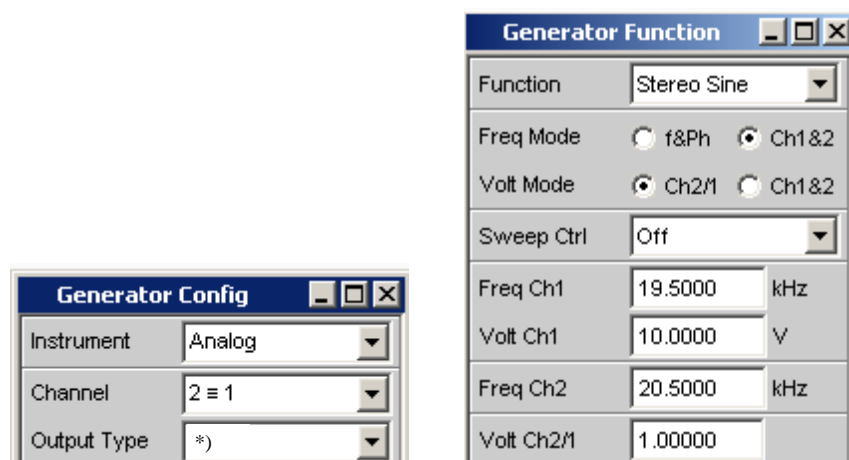 Generator Config
Instrument Analog
Channel 2 ≡ 1
Output Type *)
Generator Function
Function Stereo Sine
Freq Mode f&Ph Ch1&2
Volt Mode Ch2/1 Ch1&2
Sweep Ctrl Off
Freq Ch1 19.5000 kHz
Volt Ch1 10.0000 V
Freq Ch2 20.5000 kHz
Volt Ch2/1 1.00000